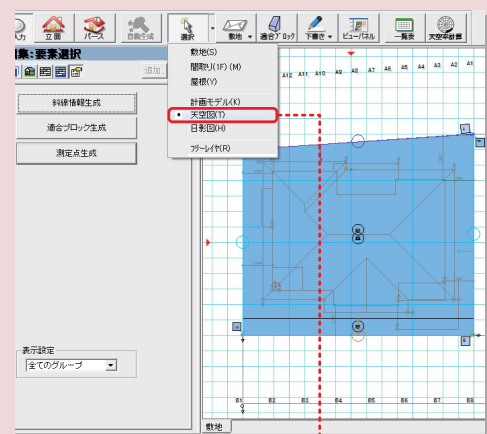 入力 立面 パース 自動生成 選択 敷地 適合ブロック 下書き ビューパネル 一覧表 天空率計算
集:要素選択
追加
斜線情報生成
適合ブロック生成
測定点生成
表示設定
全てのグループ
敷地(S)
間取り(1F) (M)
屋根(Y)
計画モデル(K)
• 天空図(T)
日影図(H)
フリーレイヤ(R)
A12 A11 A10 A9 A8 A7 A6 A5 A4 A3 A2 A1
B1 B2 B3 B4 B5 B6 B7 B8
敷地